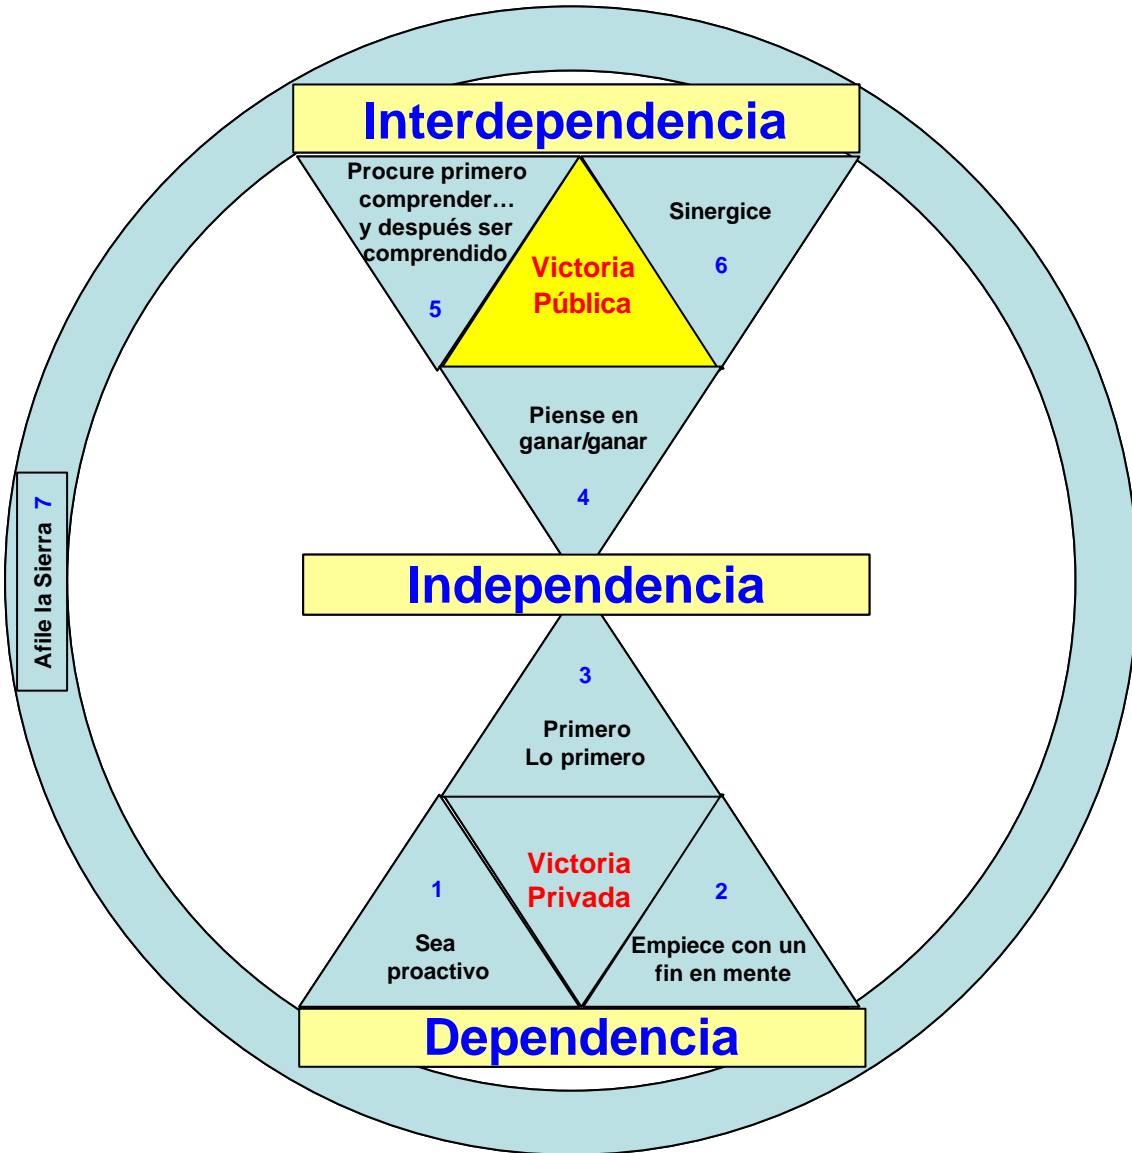 Interdependencia
Procure primero
comprender…
y después ser
comprendido
5
Victoria
Pública
Sinergice
6
Piense en
ganar/ganar
4
Afile la Sierra 7
Independencia
3
Primero
Lo primero
1
Sea
proactivo
Victoria
Privada
2
Empiece con un
fin en mente
Dependencia